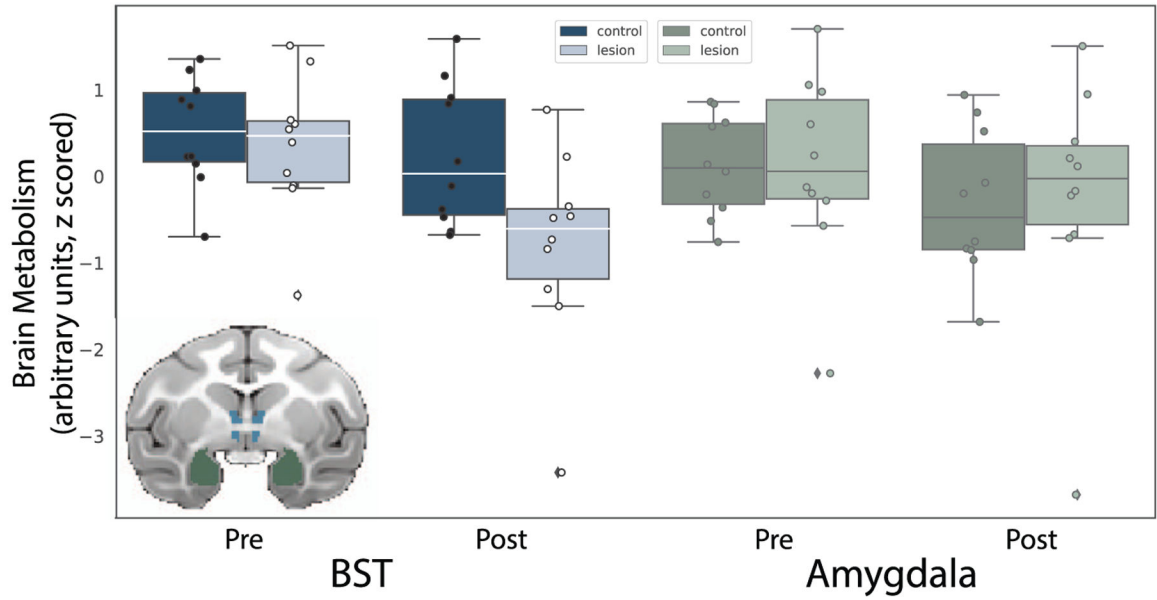 Brain Metabolism
(arbitrary units, z scored)
1
0
−1
−2
−3
control
lesion
control
lesion
Pre
Post
Pre
Post
BST
Amygdala